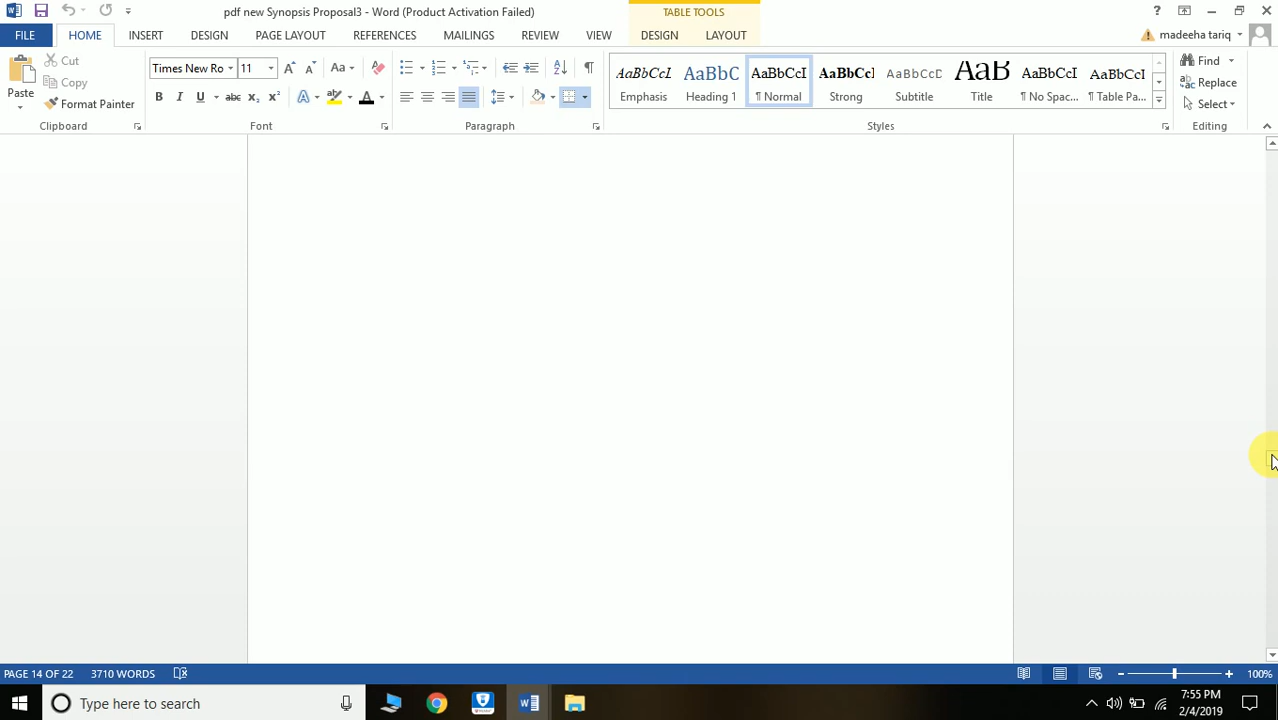 pdf new Synopsis Proposal3 - Word (Product Activation Failed)
TABLE TOOLS
?
FILE
HOME
INSERT
DESIGN
PAGE LAYOUT
REFERENCES
MAILINGS
REVIEW
VIEW
DESIGN
LAYOUT
madeeha tariq
Paste
Cut
Copy
Format Painter
Clipboard
Times New Ro
11
Aa
B I U abc x₂ x²
A
A
Font
Paragraph
AaBbCcI
Emphasis
AaBbC
Heading 1
AaBbCcI
¶ Normal
AaBbCcI
Strong
AaBbCcD
Subtitle
AaB
Title
AaBbCcI
¶ No Spac...
AaBbCcI
¶ Table Pa...
Styles
Find
Replace
Select
Editing
PAGE 14 OF 22
3710 WORDS
100%
Type here to search
7:55 PM
2/4/2019